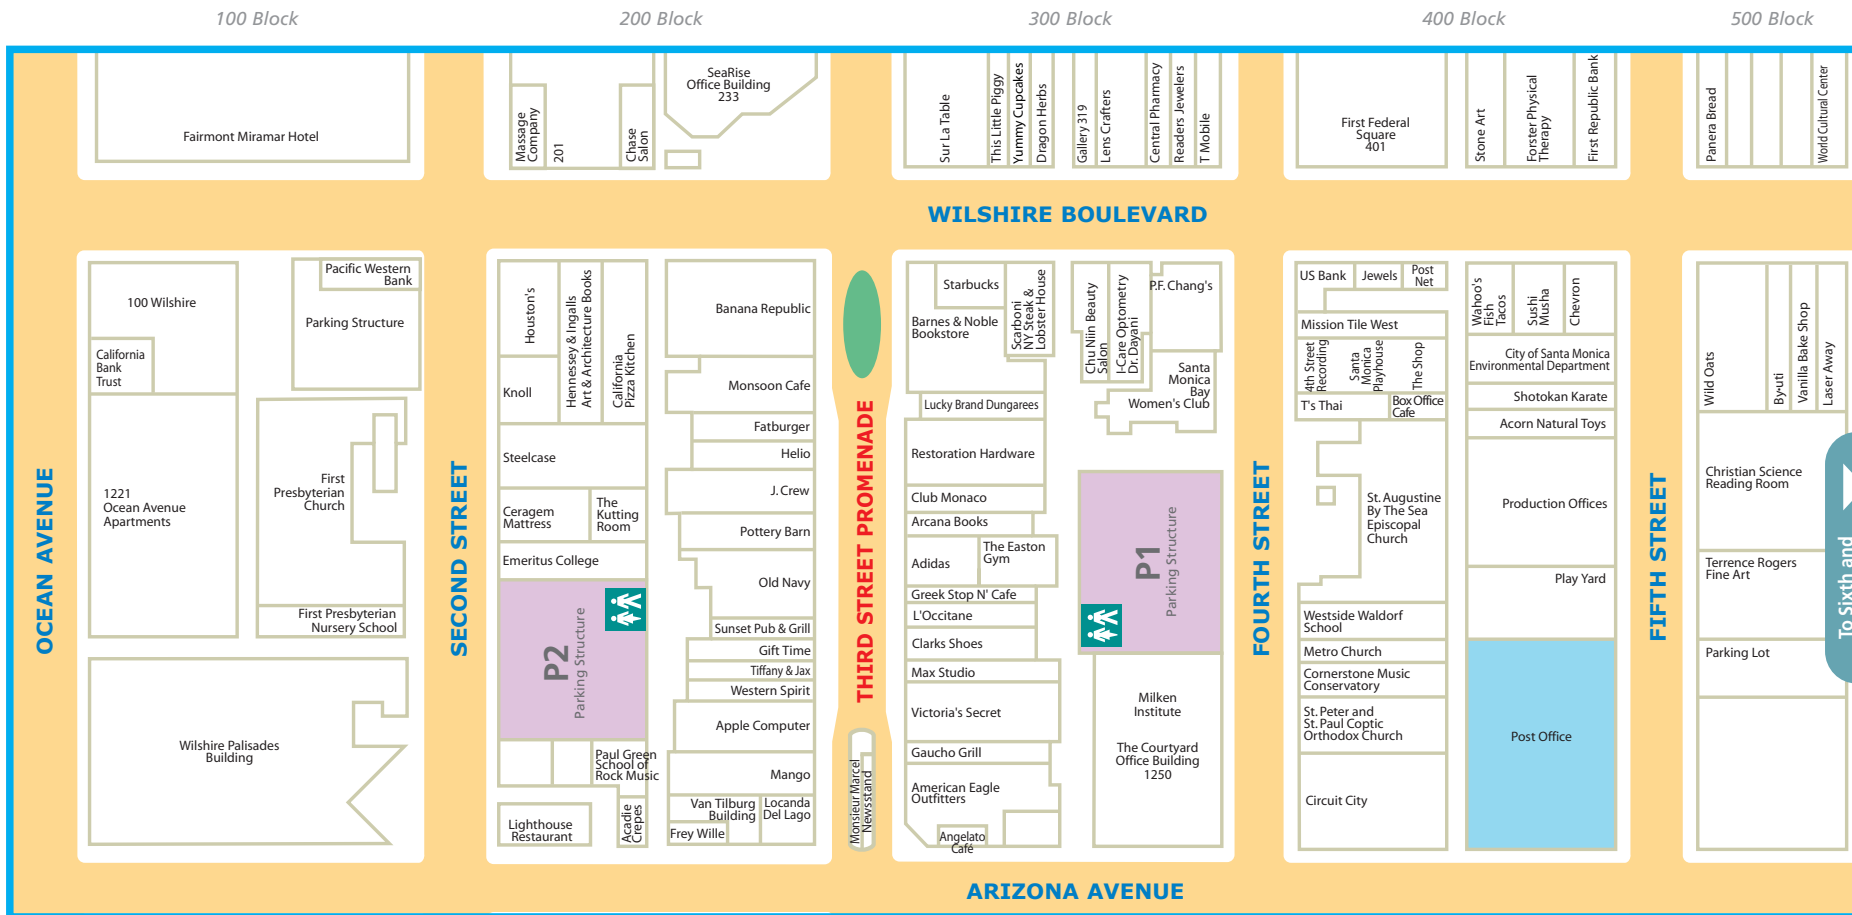 100 Block
200 Block
300 Block
400 Block
500 Block
Fairmont Miramar Hotel
Massage
Company
201
Chase
Salon
SeaRise
Office Building
233
Sur La Table
This Little Piggy
Yummy Cupcakes
Dragon Herbs
Gallery 319
Lens Crafters
Central Pharmacy
Readers Jewelers
T Mobile
First Federal
Square
401
Stone Art
Forster Physical
Therapy
First Republic Bank
Panera Bread
World Cultural Center
WILSHIRE BOULEVARD
OCEAN AVENUE
100 Wilshire
California
Bank
Trust
1221
Ocean Avenue
Apartments
Pacific Western
Bank
Parking Structure
First
Presbyterian
Church
First Presbyterian
Nursery School
Wilshire Palisades
Building
SECOND STREET
Houston's
Hennessey & Ingalls
Art & Architecture Books
California
Pizza Kitchen
Knoll
Steelcase
Ceragem
Mattress
The
Kutting
Room
Emeritus College
P2
Parking Structure
Paul Green
School of
Rock Music
Lighthouse
Restaurant
Acadie
Crepes
Banana Republic
Monsoon Cafe
Fatburger
Helio
J. Crew
Pottery Barn
Old Navy
Sunset Pub & Grill
Gift Time
Tiffany & Jax
Western Spirit
Apple Computer
Mango
Van Tilburg
Building
Locanda
Del Lago
Frey Wille
THIRD STREET PROMENADE
Monsieur Marcel
Newsstand
Starbucks
Barnes & Noble
Bookstore
Scarboni
NY Steak &
Lobster House
Lucky Brand Dungarees
Restoration Hardware
Club Monaco
Arcana Books
Adidas
The Easton
Gym
Greek Stop N' Cafe
L'Occitane
Clarks Shoes
Max Studio
Victoria's Secret
Gaucho Grill
American Eagle
Outfitters
Angelato
Café
Chu Niin Beauty
Salon
I-Care Optometry
Dr. Dayani
P.F. Chang's
Santa
Monica
Bay
Women's Club
P1
Parking Structure
Milken
Institute
The Courtyard
Office Building
1250
FOURTH STREET
US Bank
Jewels
Post
Net
Mission Tile West
4th Street
Recording
Santa
Monica
Playhouse
The Shop
T's Thai
Box Office
Cafe
St. Augustine
By The Sea
Episcopal
Church
Westside Waldorf
School
Metro Church
Cornerstone Music
Conservatory
St. Peter and
St. Paul Coptic
Orthodox Church
Circuit City
Wahoo's
Fish
Tacos
Sushi
Musha
Chevron
City of Santa Monica
Environmental Department
Shotokan Karate
Acorn Natural Toys
Production Offices
Play Yard
Post Office
FIFTH STREET
Wild Oats
By•uti
Vanilla Bake Shop
Laser Away
Christian Science
Reading Room
Terrence Rogers
Fine Art
Parking Lot
To Sixth and
ARIZONA AVENUE